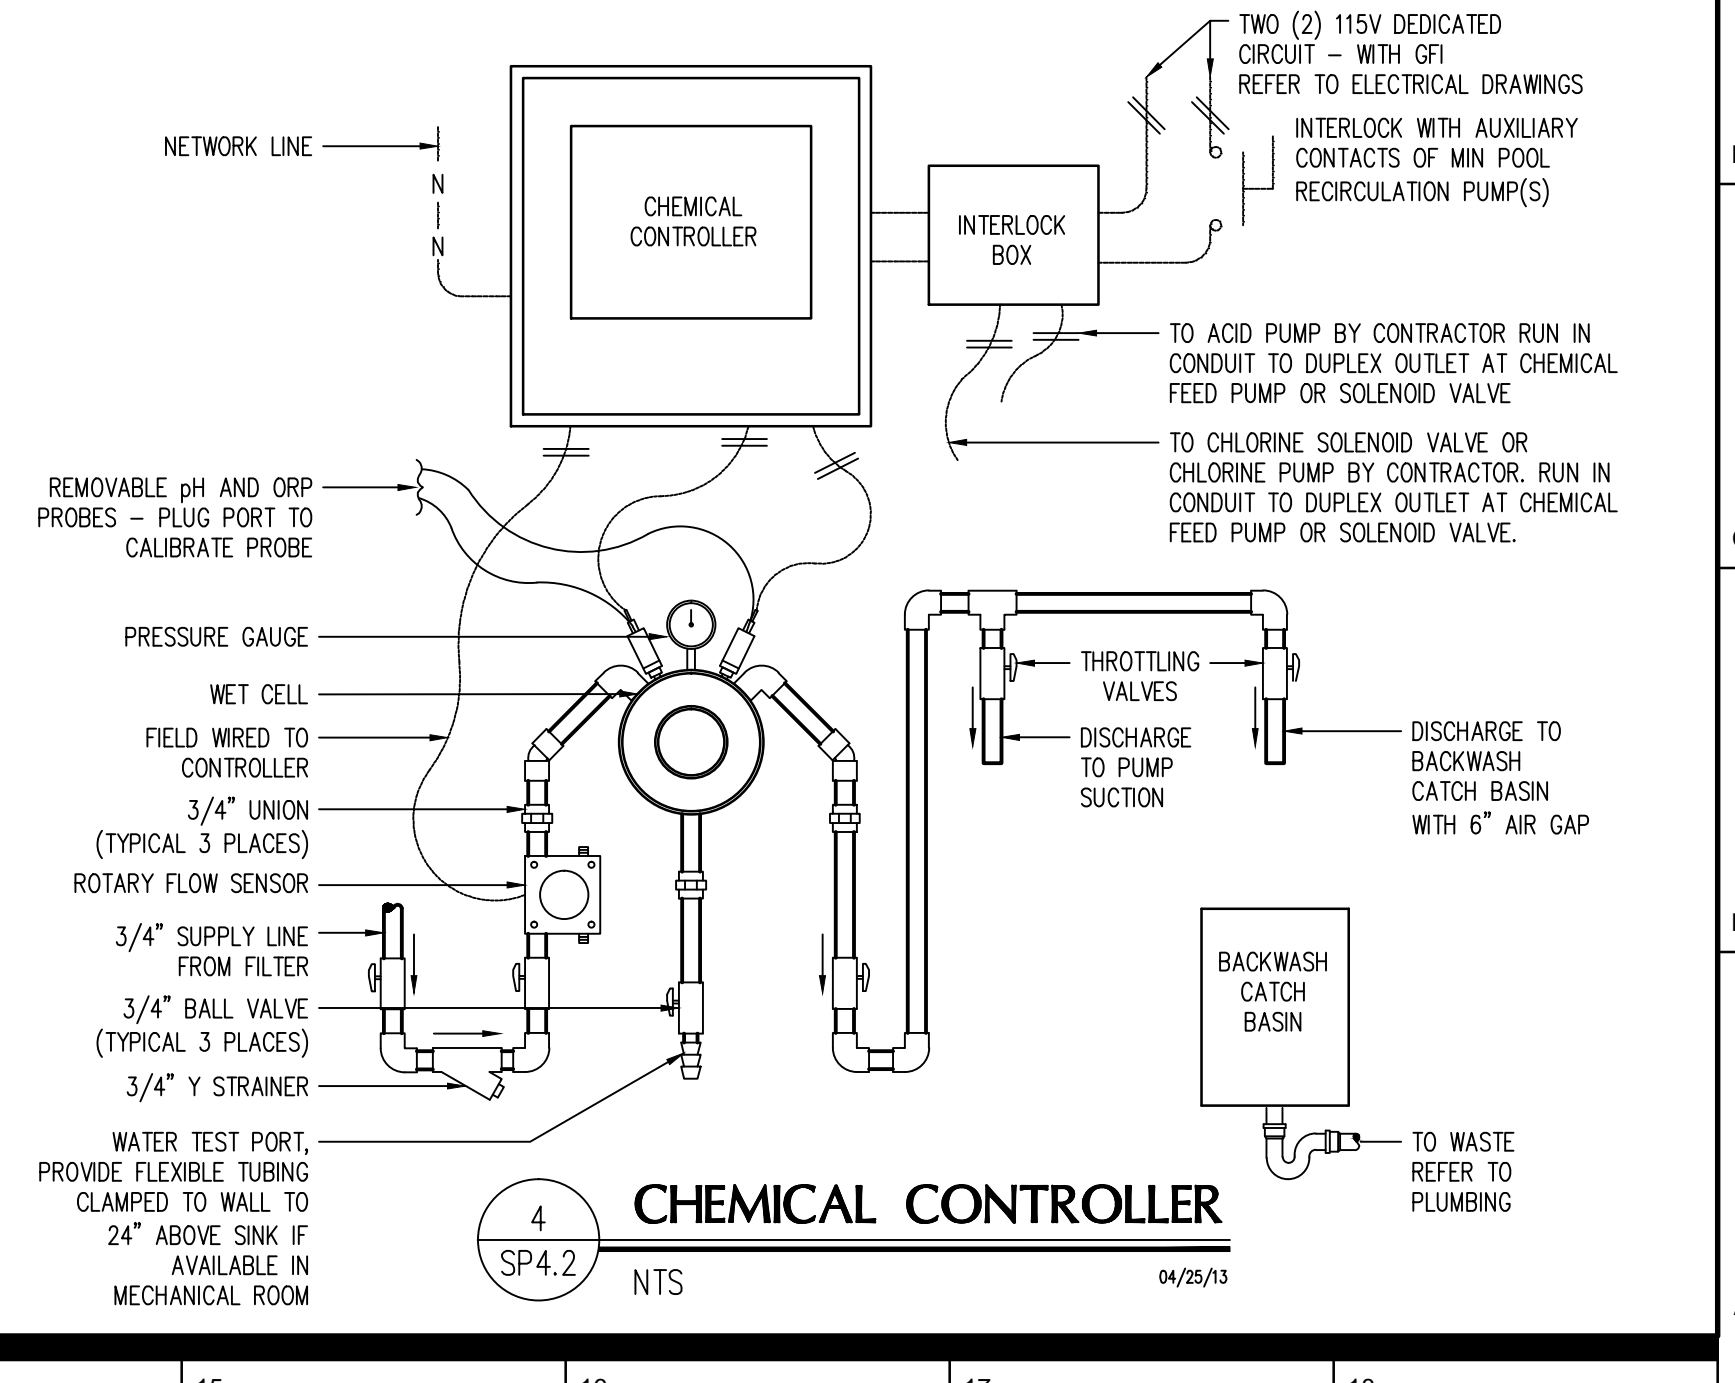 TWO (2) 115V DEDICATED
CIRCUIT – WITH GFI
REFER TO ELECTRICAL DRAWINGS
INTERLOCK WITH AUXILIARY
CONTACTS OF MIN POOL
RECIRCULATION PUMP(S)
NETWORK LINE
N
N
CHEMICAL
CONTROLLER
INTERLOCK
BOX
TO ACID PUMP BY CONTRACTOR RUN IN
CONDUIT TO DUPLEX OUTLET AT CHEMICAL
FEED PUMP OR SOLENOID VALVE
TO CHLORINE SOLENOID VALVE OR
CHLORINE PUMP BY CONTRACTOR. RUN IN
CONDUIT TO DUPLEX OUTLET AT CHEMICAL
FEED PUMP OR SOLENOID VALVE.
REMOVABLE pH AND ORP
PROBES – PLUG PORT TO
CALIBRATE PROBE
PRESSURE GAUGE
WET CELL
FIELD WIRED TO
CONTROLLER
3/4" UNION
(TYPICAL 3 PLACES)
ROTARY FLOW SENSOR
3/4" SUPPLY LINE
FROM FILTER
3/4" BALL VALVE
(TYPICAL 3 PLACES)
3/4" Y STRAINER
WATER TEST PORT,
PROVIDE FLEXIBLE TUBING
CLAMPED TO WALL TO
24" ABOVE SINK IF
AVAILABLE IN
MECHANICAL ROOM
THROTTLING
VALVES
DISCHARGE
TO PUMP
SUCTION
DISCHARGE TO
BACKWASH
CATCH BASIN
WITH 6" AIR GAP
BACKWASH
CATCH
BASIN
TO WASTE
REFER TO
PLUMBING
4
SP4.2
CHEMICAL CONTROLLER
NTS
04/25/13